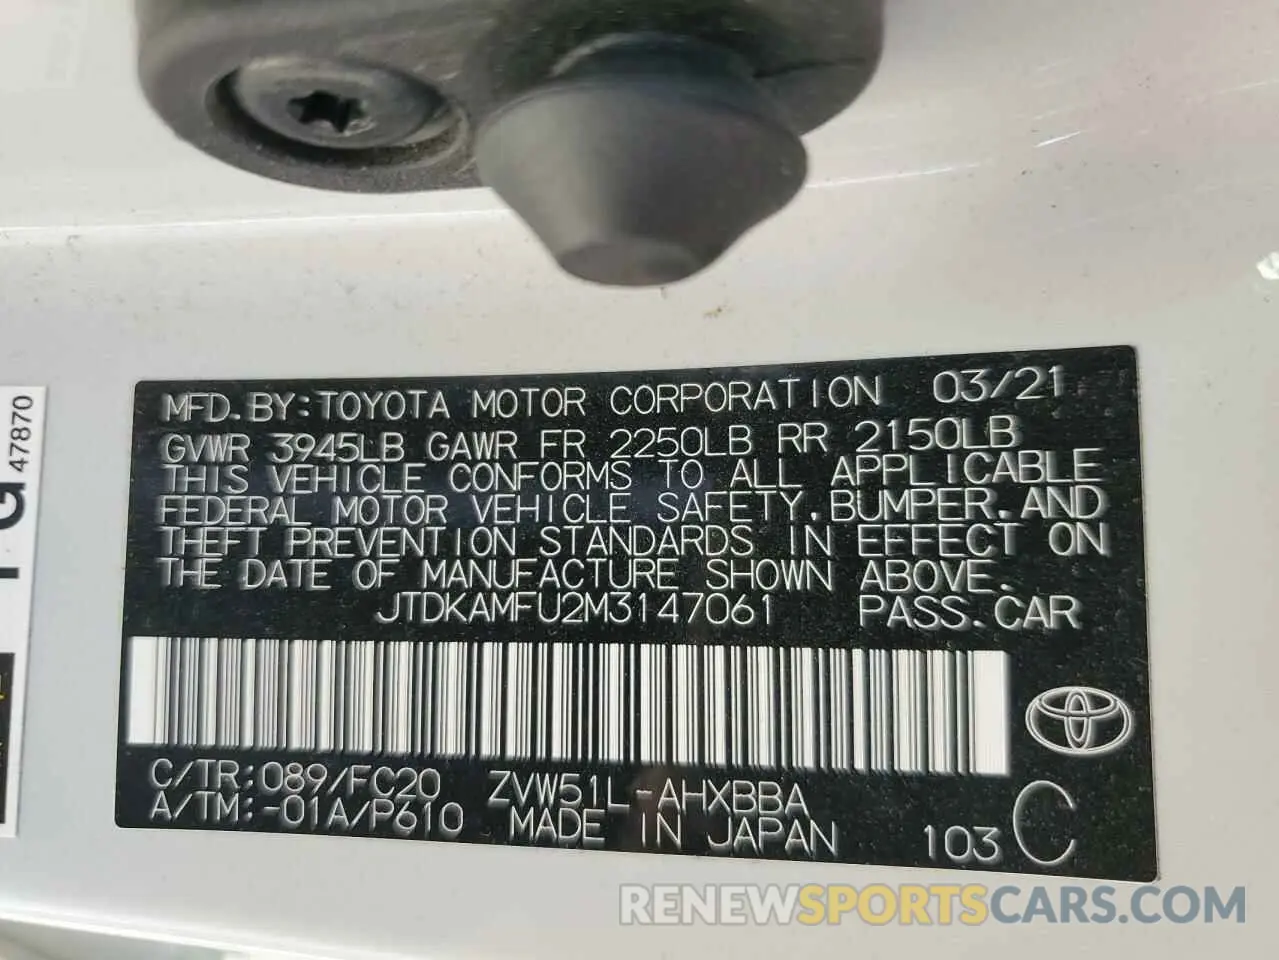 MFD.BY:TOYOTA MOTOR CORPORATION 03/21
GVWR 3945LB GAWR FR 2250LB RR 2150LB
THIS VEHICLE CONFORMS TO ALL APPLICABLE
FEDERAL MOTOR VEHICLE SAFETY,BUMPER,AND
THEFT PREVENTION STANDARDS IN EFFECT ON
THE DATE OF MANUFACTURE SHOWN ABOVE.
JTDKAMFU2M3147061 PASS.CAR
C/TR:089/FC20 ZVW51L-AHXBBA
A/TM:-01A/P610 MADE IN JAPAN 103 C
47870
RENEWSPORTSCARS.COM